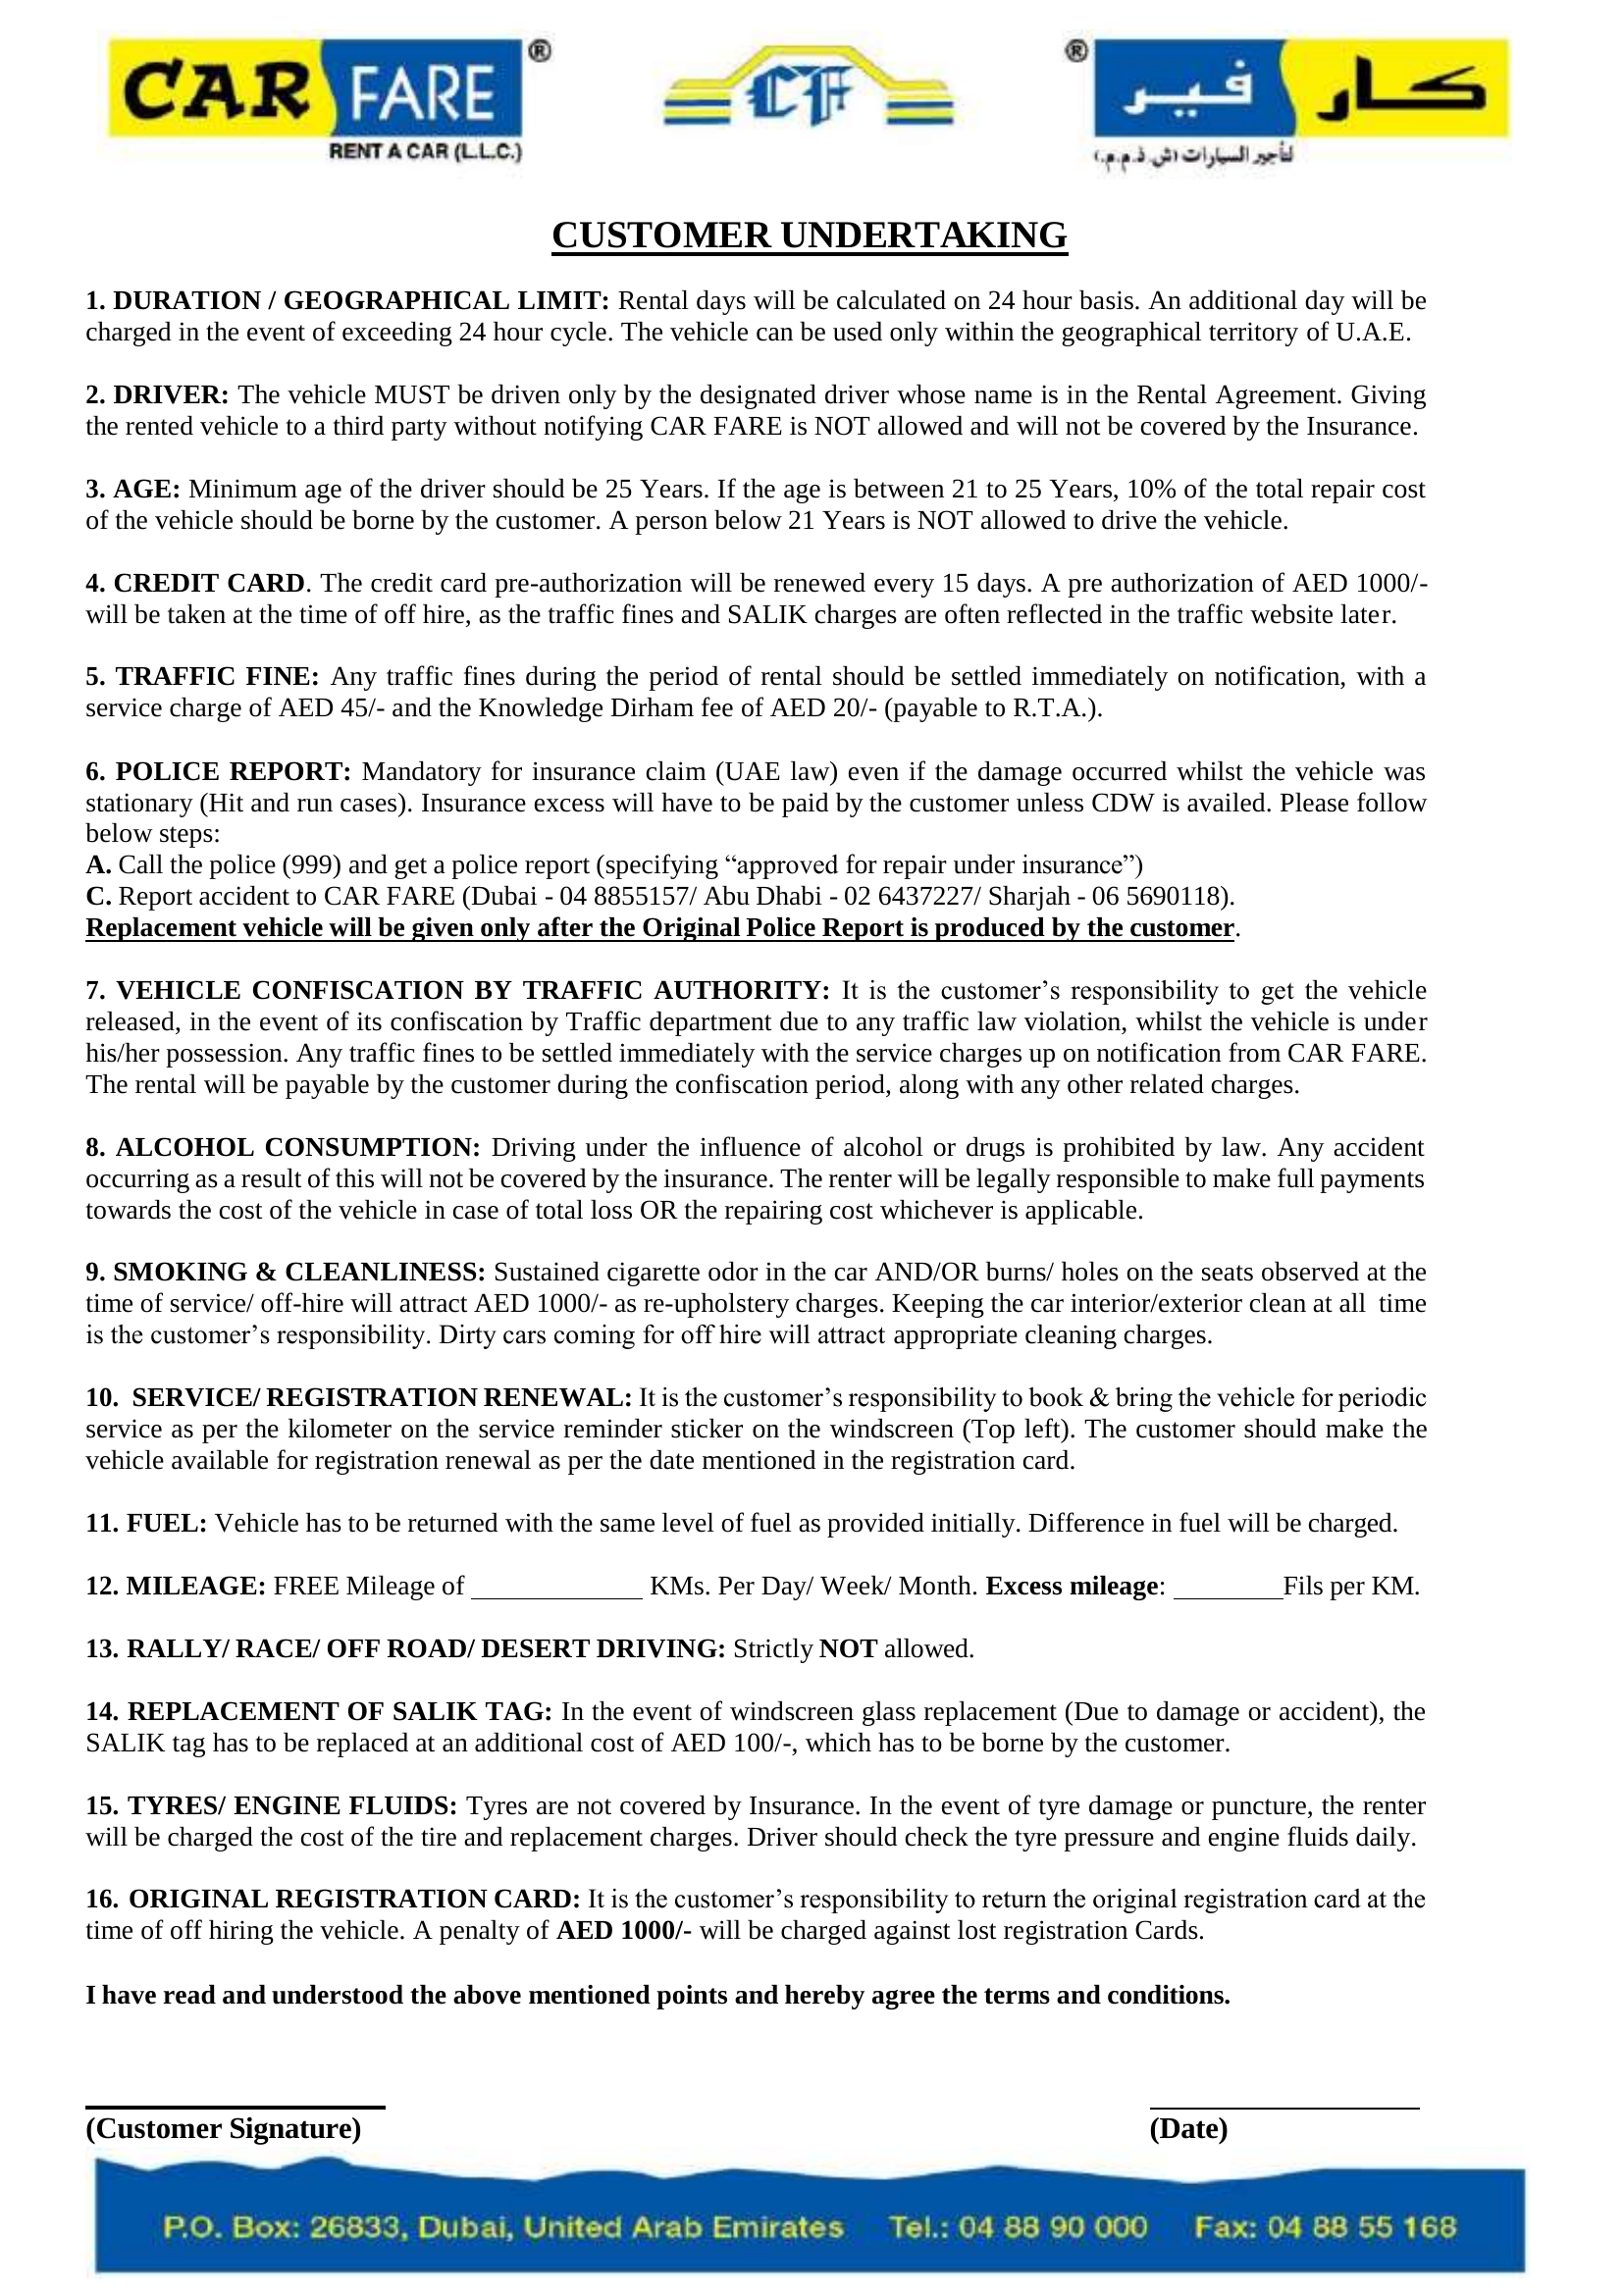 CAR FARE ®
RENT A CAR (L.L.C.)
CF
® كار فير
لتأجير السيارات (ش.ذ.م.م.)
CUSTOMER UNDERTAKING
1. DURATION / GEOGRAPHICAL LIMIT: Rental days will be calculated on 24 hour basis. An additional day will be
charged in the event of exceeding 24 hour cycle. The vehicle can be used only within the geographical territory of U.A.E.
2. DRIVER: The vehicle MUST be driven only by the designated driver whose name is in the Rental Agreement. Giving
the rented vehicle to a third party without notifying CAR FARE is NOT allowed and will not be covered by the Insurance.
3. AGE: Minimum age of the driver should be 25 Years. If the age is between 21 to 25 Years, 10% of the total repair cost
of the vehicle should be borne by the customer. A person below 21 Years is NOT allowed to drive the vehicle.
4. CREDIT CARD. The credit card pre-authorization will be renewed every 15 days. A pre authorization of AED 1000/-
will be taken at the time of off hire, as the traffic fines and SALIK charges are often reflected in the traffic website later.
5. TRAFFIC FINE: Any traffic fines during the period of rental should be settled immediately on notification, with a
service charge of AED 45/- and the Knowledge Dirham fee of AED 20/- (payable to R.T.A.).
6. POLICE REPORT: Mandatory for insurance claim (UAE law) even if the damage occurred whilst the vehicle was
stationary (Hit and run cases). Insurance excess will have to be paid by the customer unless CDW is availed. Please follow
below steps:
A. Call the police (999) and get a police report (specifying “approved for repair under insurance”)
C. Report accident to CAR FARE (Dubai - 04 8855157/ Abu Dhabi - 02 6437227/ Sharjah - 06 5690118).
Replacement vehicle will be given only after the Original Police Report is produced by the customer.
7. VEHICLE CONFISCATION BY TRAFFIC AUTHORITY: It is the customer’s responsibility to get the vehicle
released, in the event of its confiscation by Traffic department due to any traffic law violation, whilst the vehicle is under
his/her possession. Any traffic fines to be settled immediately with the service charges up on notification from CAR FARE.
The rental will be payable by the customer during the confiscation period, along with any other related charges.
8. ALCOHOL CONSUMPTION: Driving under the influence of alcohol or drugs is prohibited by law. Any accident
occurring as a result of this will not be covered by the insurance. The renter will be legally responsible to make full payments
towards the cost of the vehicle in case of total loss OR the repairing cost whichever is applicable.
9. SMOKING & CLEANLINESS: Sustained cigarette odor in the car AND/OR burns/ holes on the seats observed at the
time of service/ off-hire will attract AED 1000/- as re-upholstery charges. Keeping the car interior/exterior clean at all time
is the customer’s responsibility. Dirty cars coming for off hire will attract appropriate cleaning charges.
10. SERVICE/ REGISTRATION RENEWAL: It is the customer’s responsibility to book & bring the vehicle for periodic
service as per the kilometer on the service reminder sticker on the windscreen (Top left). The customer should make the
vehicle available for registration renewal as per the date mentioned in the registration card.
11. FUEL: Vehicle has to be returned with the same level of fuel as provided initially. Difference in fuel will be charged.
12. MILEAGE: FREE Mileage of ____________ KMs. Per Day/ Week/ Month. Excess mileage: ________Fils per KM.
13. RALLY/ RACE/ OFF ROAD/ DESERT DRIVING: Strictly NOT allowed.
14. REPLACEMENT OF SALIK TAG: In the event of windscreen glass replacement (Due to damage or accident), the
SALIK tag has to be replaced at an additional cost of AED 100/-, which has to be borne by the customer.
15. TYRES/ ENGINE FLUIDS: Tyres are not covered by Insurance. In the event of tyre damage or puncture, the renter
will be charged the cost of the tire and replacement charges. Driver should check the tyre pressure and engine fluids daily.
16. ORIGINAL REGISTRATION CARD: It is the customer’s responsibility to return the original registration card at the
time of off hiring the vehicle. A penalty of AED 1000/- will be charged against lost registration Cards.
I have read and understood the above mentioned points and hereby agree the terms and conditions.
(Customer Signature) (Date)
P.O. Box: 26833, Dubai, United Arab Emirates Tel.: 04 88 90 000 Fax: 04 88 55 168